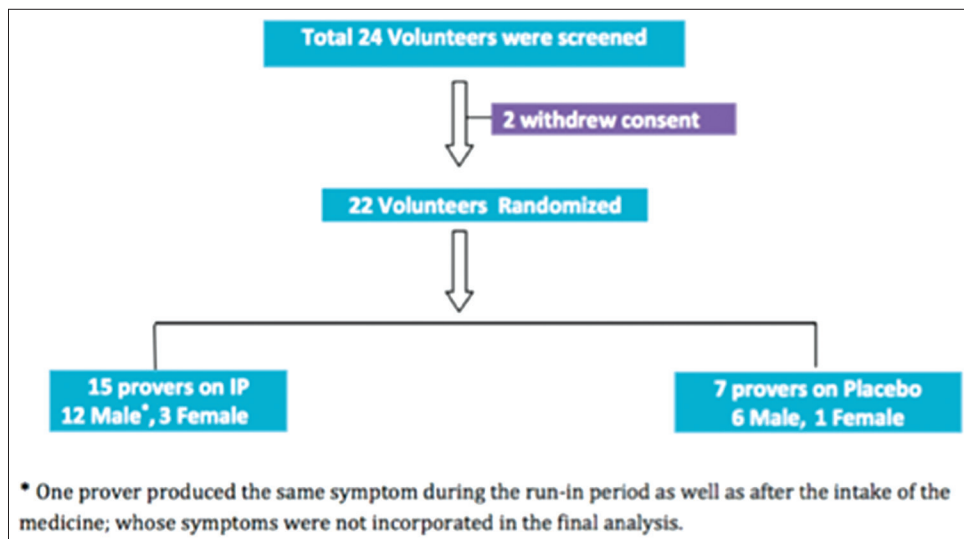 Total 24 Volunteers were screened
2 withdrew consent
22 Volunteers Randomized
15 provers on IP
12 Male*, 3 Female
7 provers on Placebo
6 Male, 1 Female
* One prover produced the same symptom during the run-in period as well as after the intake of the
medicine; whose symptoms were not incorporated in the final analysis.